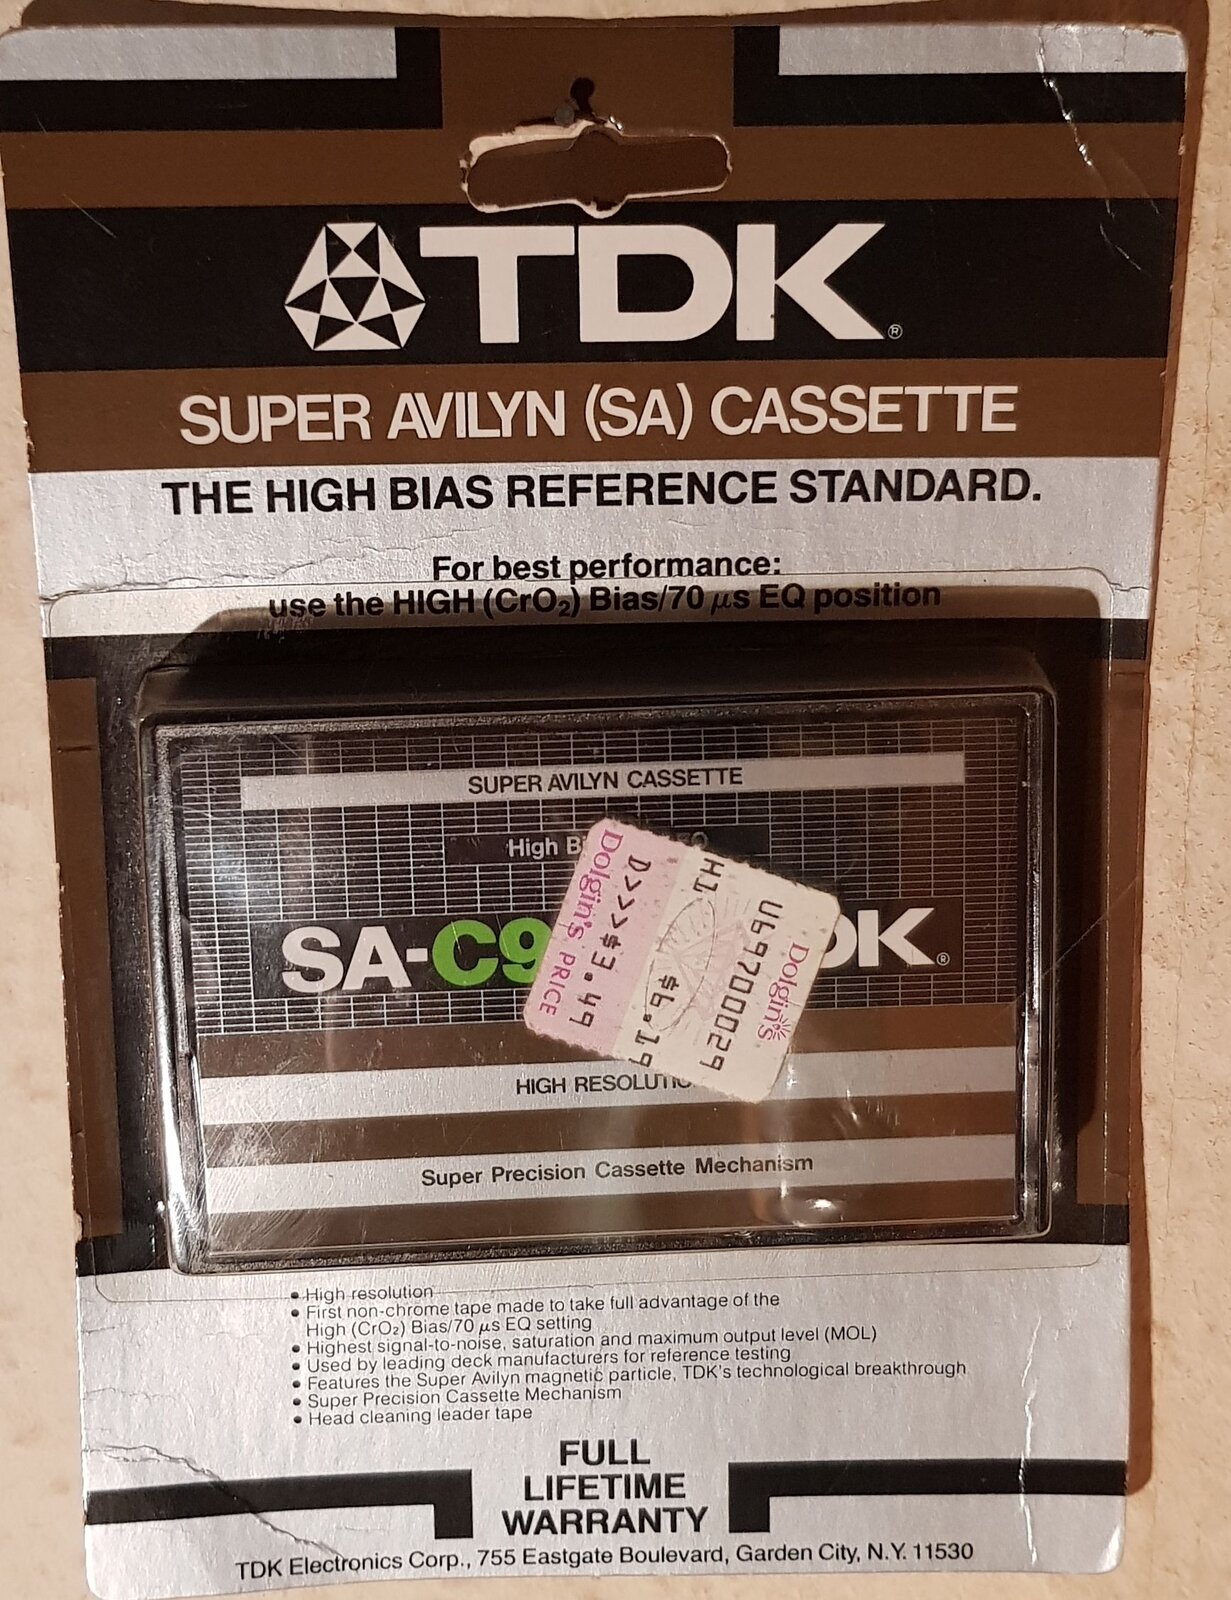 TDK®
SUPER AVILYN (SA) CASSETTE
THE HIGH BIAS REFERENCE STANDARD.
For best performance:
use the HIGH (CrO₂) Bias/70 μs EQ position
SUPER AVILYN CASSETTE
High
SA-C9
DK®
Dolgin's PRICE
D>>>>$3.49
HI $6.19
U697000029
Dolgin's
HIGH
Super Precision Cassette Mechanism
• High resolution
• First non-chrome tape made to take full advantage of the
High (CrO₂) Bias/70 μs EQ setting
• Highest signal-to-noise, saturation and maximum output level (MOL)
• Used by leading deck manufacturers for reference testing
• Features the Super Avilyn magnetic particle, TDK's technological breakthrough
• Super Precision Cassette Mechanism
• Head cleaning leader tape
FULL
LIFETIME
WARRANTY
TDK Electronics Corp., 755 Eastgate Boulevard, Garden City, N.Y. 11530